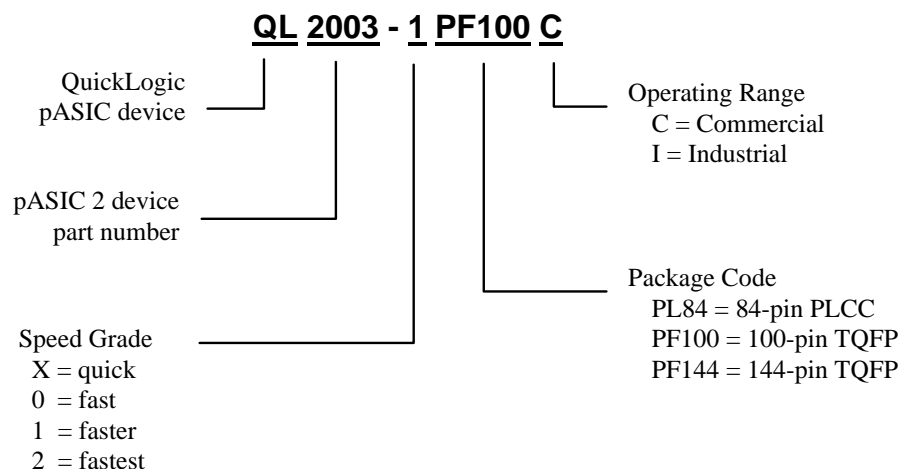 QL 2003 - 1 PF100 C
QuickLogic
pASIC device
pASIC 2 device
part number
Speed Grade
X = quick
0 = fast
1 = faster
2 = fastest
Operating Range
C = Commercial
I = Industrial
Package Code
PL84 = 84-pin PLCC
PF100 = 100-pin TQFP
PF144 = 144-pin TQFP